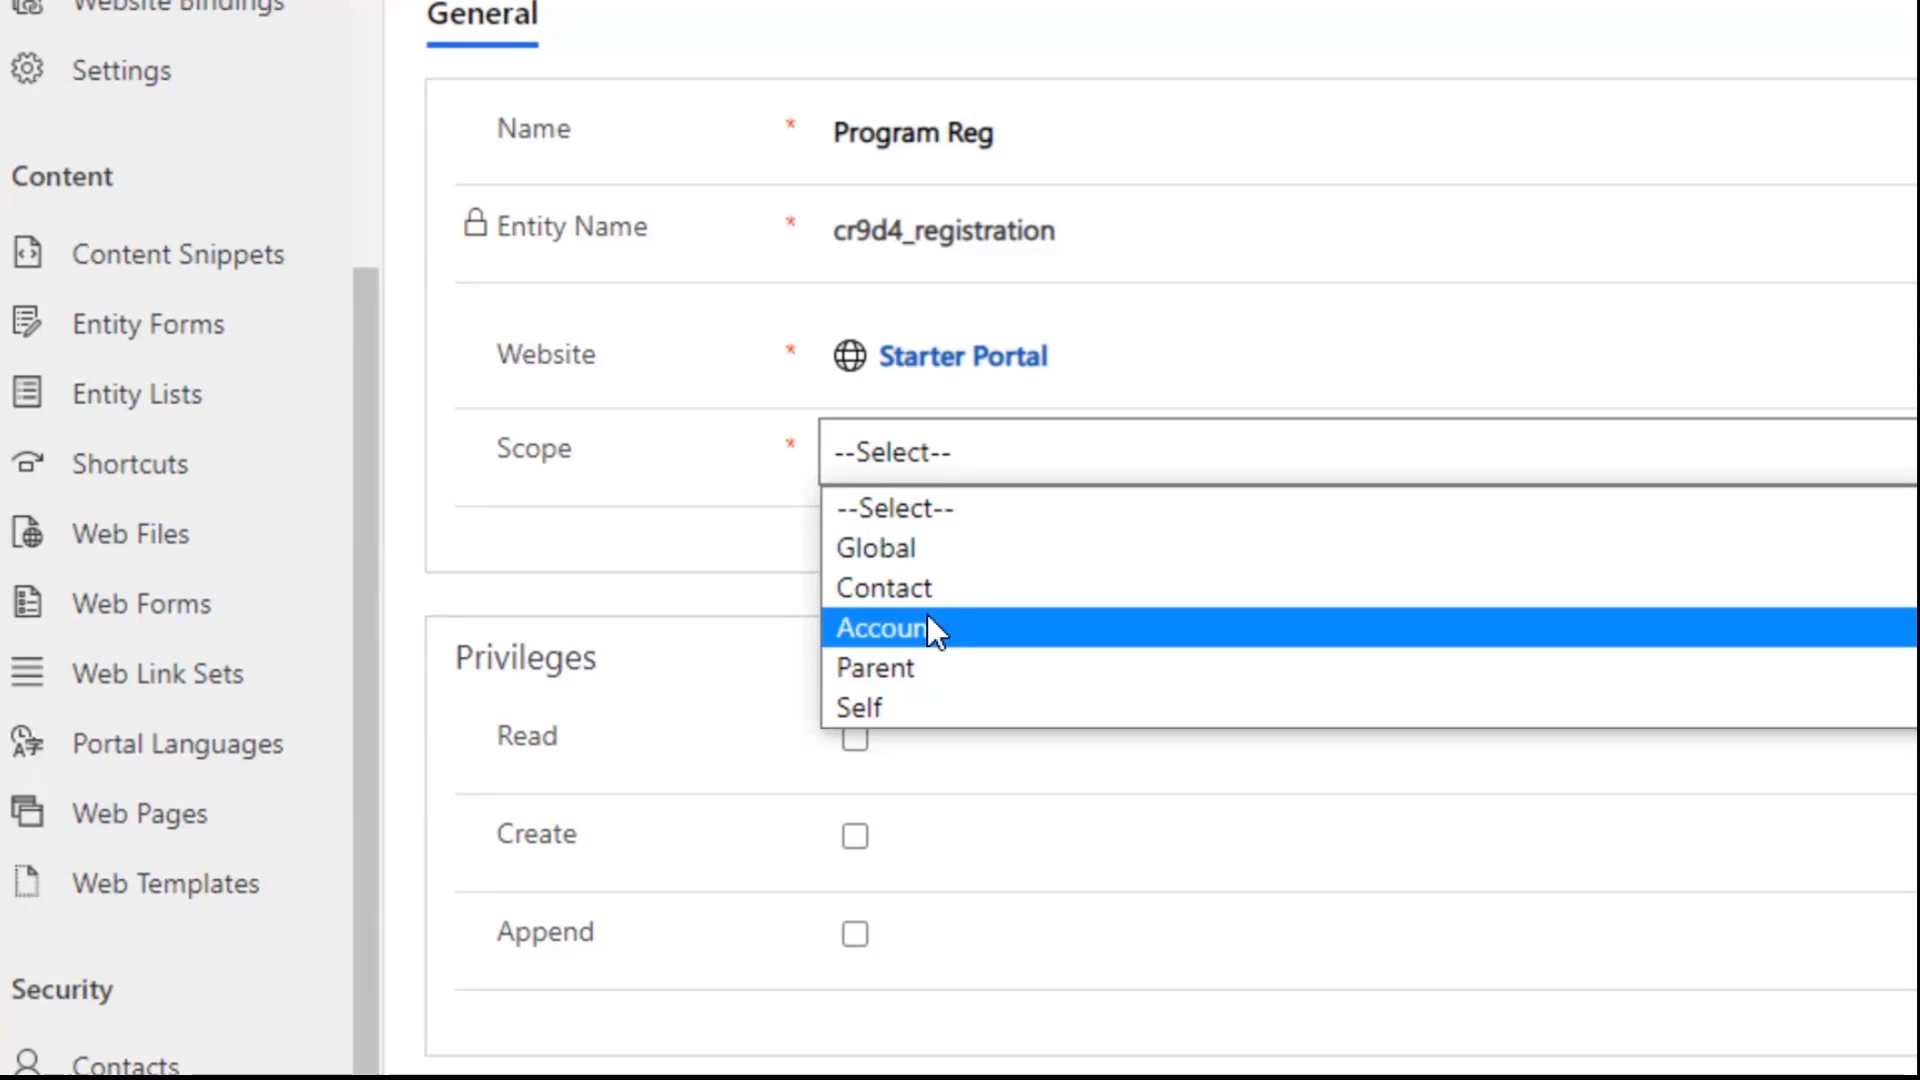 Website Bindings
Settings
Content
Content Snippets
Entity Forms
Entity Lists
Shortcuts
Web Files
Web Forms
Web Link Sets
Portal Languages
Web Pages
Web Templates
Security
Contacts
General
Name * Program Reg
Entity Name * cr9d4_registration
Website * Starter Portal
Scope * --Select--
--Select--
Global
Contact
Accoun
Parent
Self
Privileges
Read
Create
Append